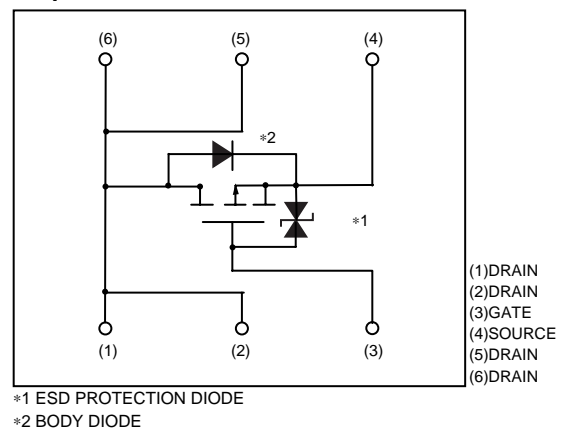 (6) (5) (4)
∗2
∗1
(1) (2) (3)
(1)DRAIN
(2)DRAIN
(3)GATE
(4)SOURCE
(5)DRAIN
(6)DRAIN
∗1 ESD PROTECTION DIODE
∗2 BODY DIODE